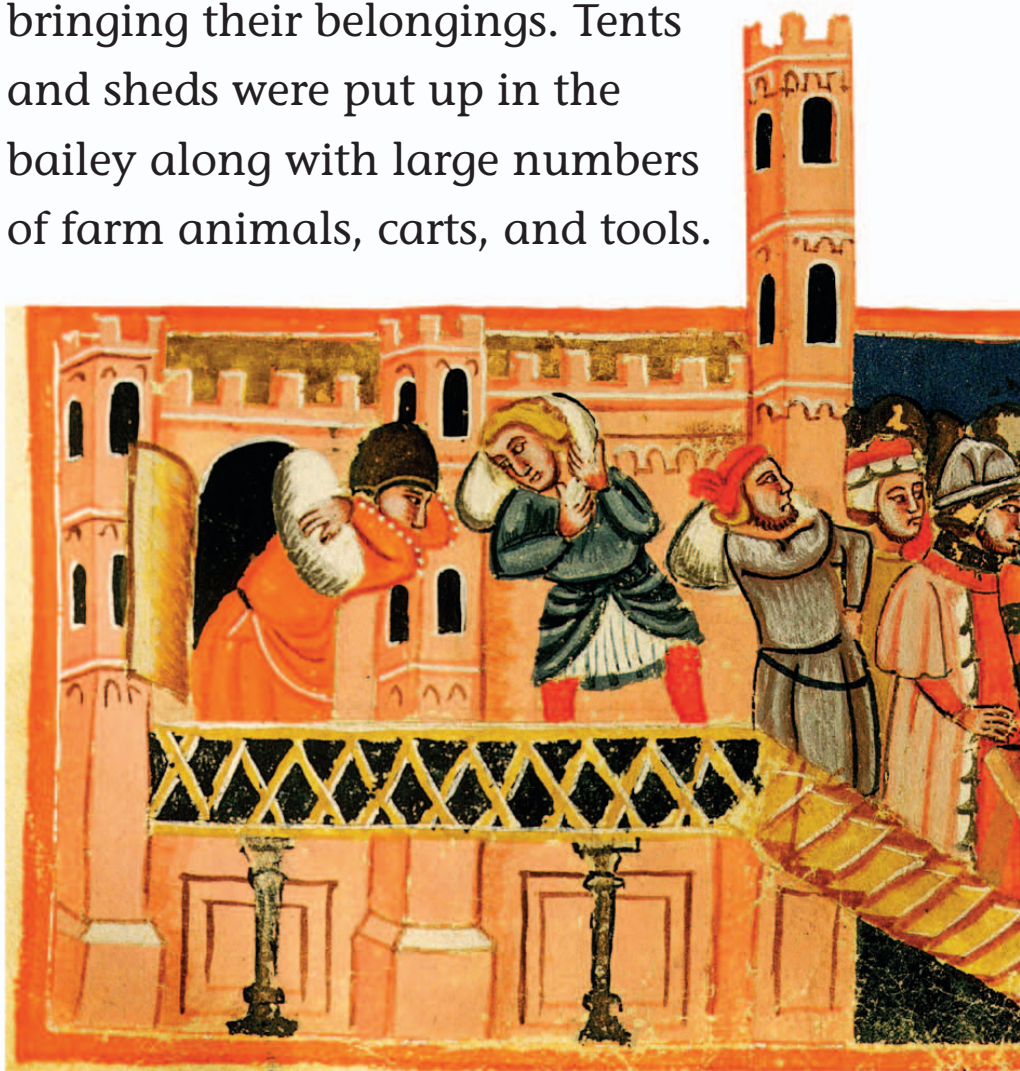 bringing their belongings. Tents
and sheds were put up in the
bailey along with large numbers
of farm animals, carts, and tools.